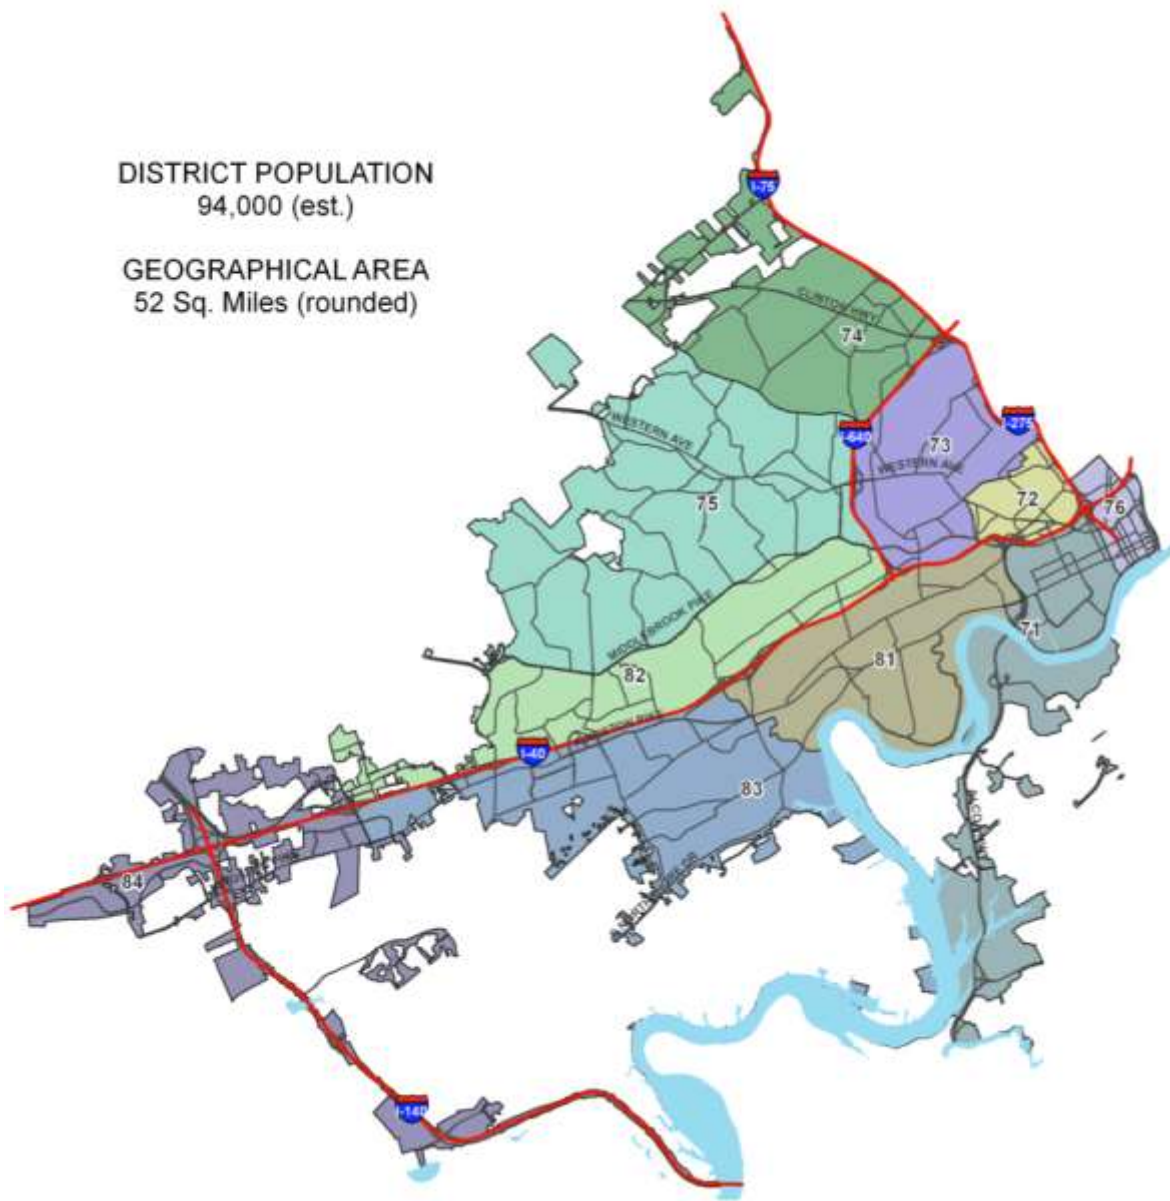 DISTRICT POPULATION
94,000 (est.)
GEOGRAPHICAL AREA
52 Sq. Miles (rounded)
I-75
CLINTON HWY
74
I-640
I-275
73
WESTERN AVE
WESTERN AVE
75
72
76
MIDDLEBROOK PIKE
71
81
82
I-40
83
84
I-140